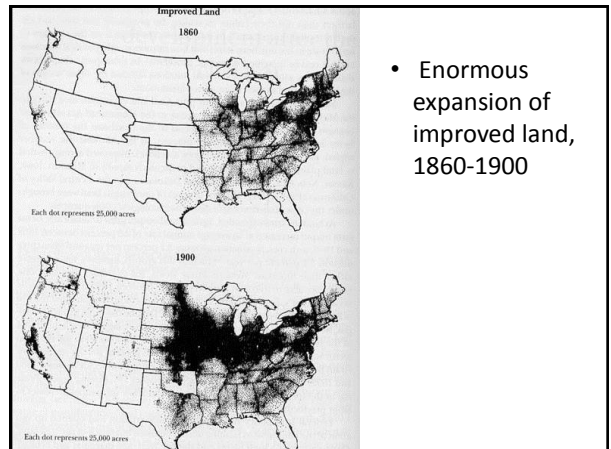 Improved Land
1860
Each dot represents 25,000 acres
1900
Each dot represents 25,000 acres
• Enormous
expansion of
improved land,
1860-1900